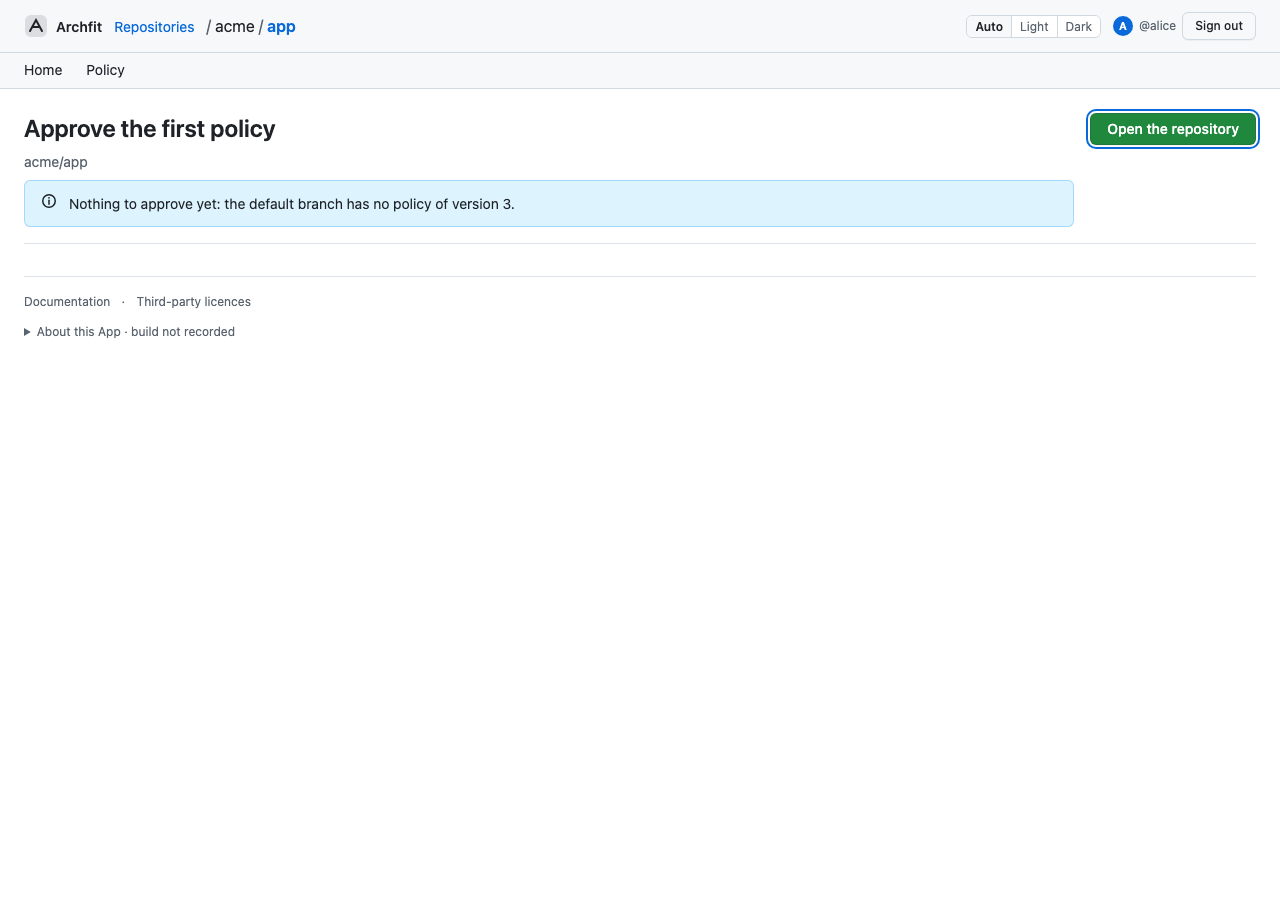 Archfit Repositories / acme / app Auto Light Dark A @alice Sign out
Home Policy
Approve the first policy Open the repository
acme/app
Nothing to approve yet: the default branch has no policy of version 3.
Documentation · Third-party licences
About this App · build not recorded